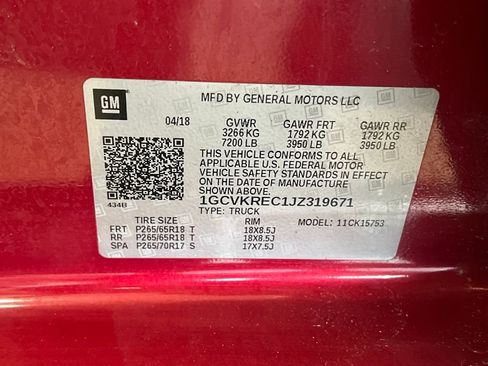 GM
MFD BY GENERAL MOTORS LLC
04/18 GVWR GAWR FRT GAWR RR
3266 KG 1792 KG 1792 KG
7200 LB 3950 LB 3950 LB
THIS VEHICLE CONFORMS TO ALL
APPLICABLE U.S. FEDERAL MOTOR
VEHICLE SAFETY STANDARDS IN EFFECT
ON THE DATE OF MANUFACTURE
SHOWN ABOVE.
434B 1GCVKREC1JZ319671
TYPE: TRUCK MODEL: 11CK15753
TIRE SIZE RIM
FRT P265/65R18 T 18X8.5J
RR P265/65R18 T 18X8.5J
SPA P265/70R17 S 17X7.5J